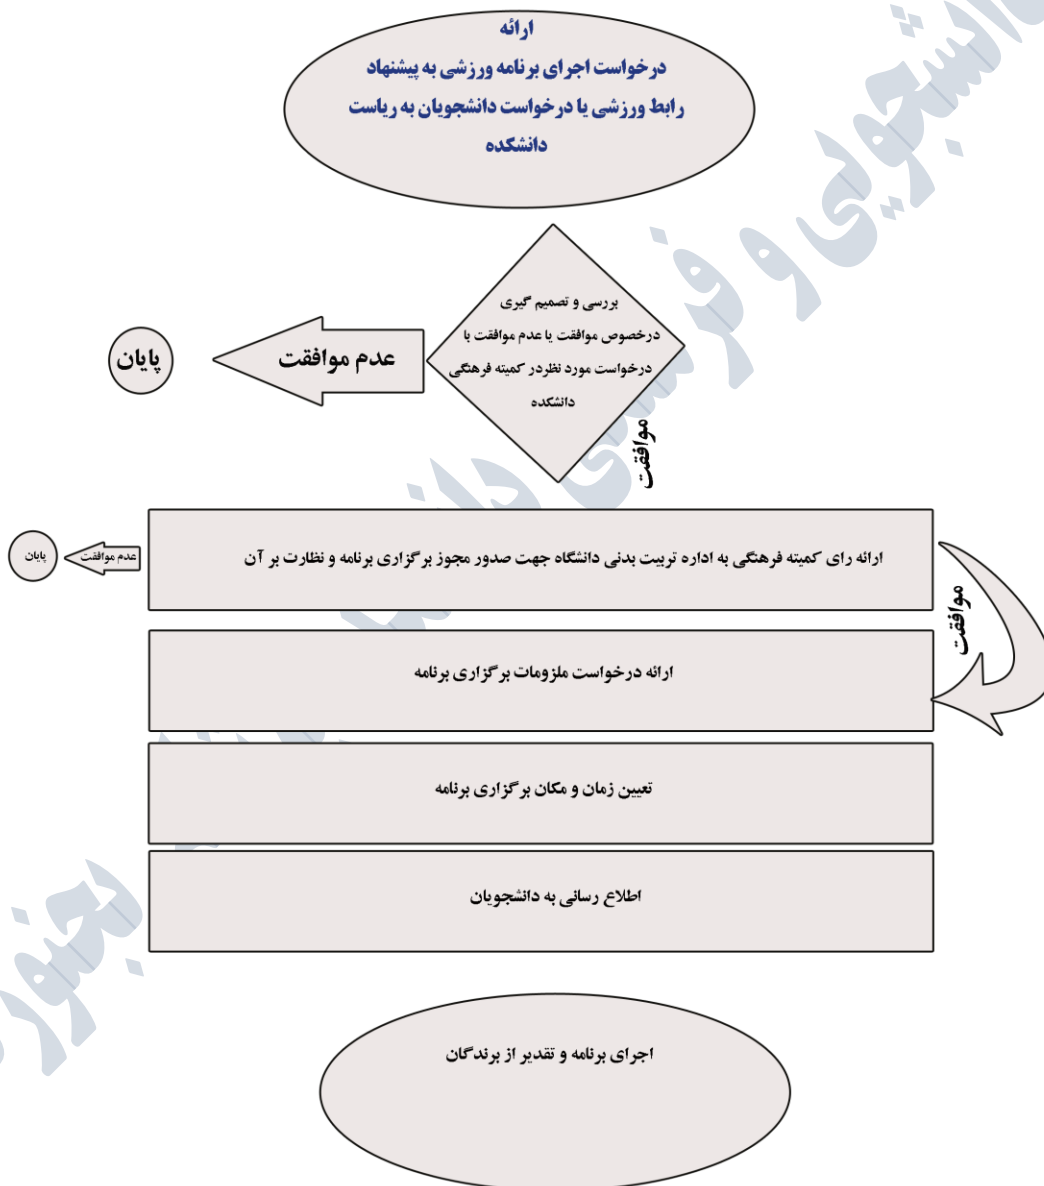 ارائه
درخواست اجرای برنامه ورزشی به پیشنهاد
رابط ورزشی یا درخواست دانشجویان به ریاست
دانشکده
بررسی و تصمیم گیری
درخصوص موافقت یا عدم موافقت با
درخواست مورد نظردر کمیته فرهنگی
دانشکده
عدم موافقت
پایان
موافقت
ارائه رای کمیته فرهنگی به اداره تربیت بدنی دانشگاه جهت صدور مجوز برگزاری برنامه و نظارت بر آن
عدم موافقت
پایان
موافقت
ارائه درخواست ملزومات برگزاری برنامه
تعیین زمان و مکان برگزاری برنامه
اطلاع رسانی به دانشجویان
اجرای برنامه و تقدیر از برندگان